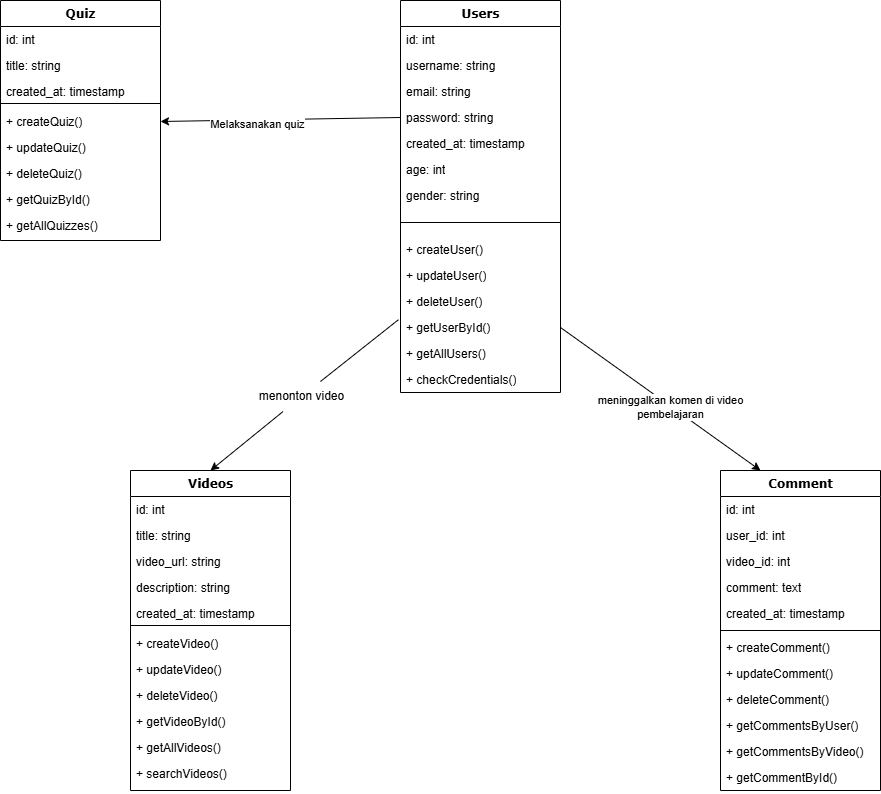 Quiz
id: int
title: string
created_at: timestamp
+ createQuiz()
+ updateQuiz()
+ deleteQuiz()
+ getQuizById()
+ getAllQuizzes()
Melaksanakan quiz
Users
id: int
username: string
email: string
password: string
created_at: timestamp
age: int
gender: string
+ createUser()
+ updateUser()
+ deleteUser()
+ getUserById()
+ getAllUsers()
+ checkCredentials()
menonton video
meninggalkan komen di video
pembelajaran
Videos
id: int
title: string
video_url: string
description: string
created_at: timestamp
+ createVideo()
+ updateVideo()
+ deleteVideo()
+ getVideoById()
+ getAllVideos()
+ searchVideos()
Comment
id: int
user_id: int
video_id: int
comment: text
created_at: timestamp
+ createComment()
+ updateComment()
+ deleteComment()
+ getCommentsByUser()
+ getCommentsByVideo()
+ getCommentById()